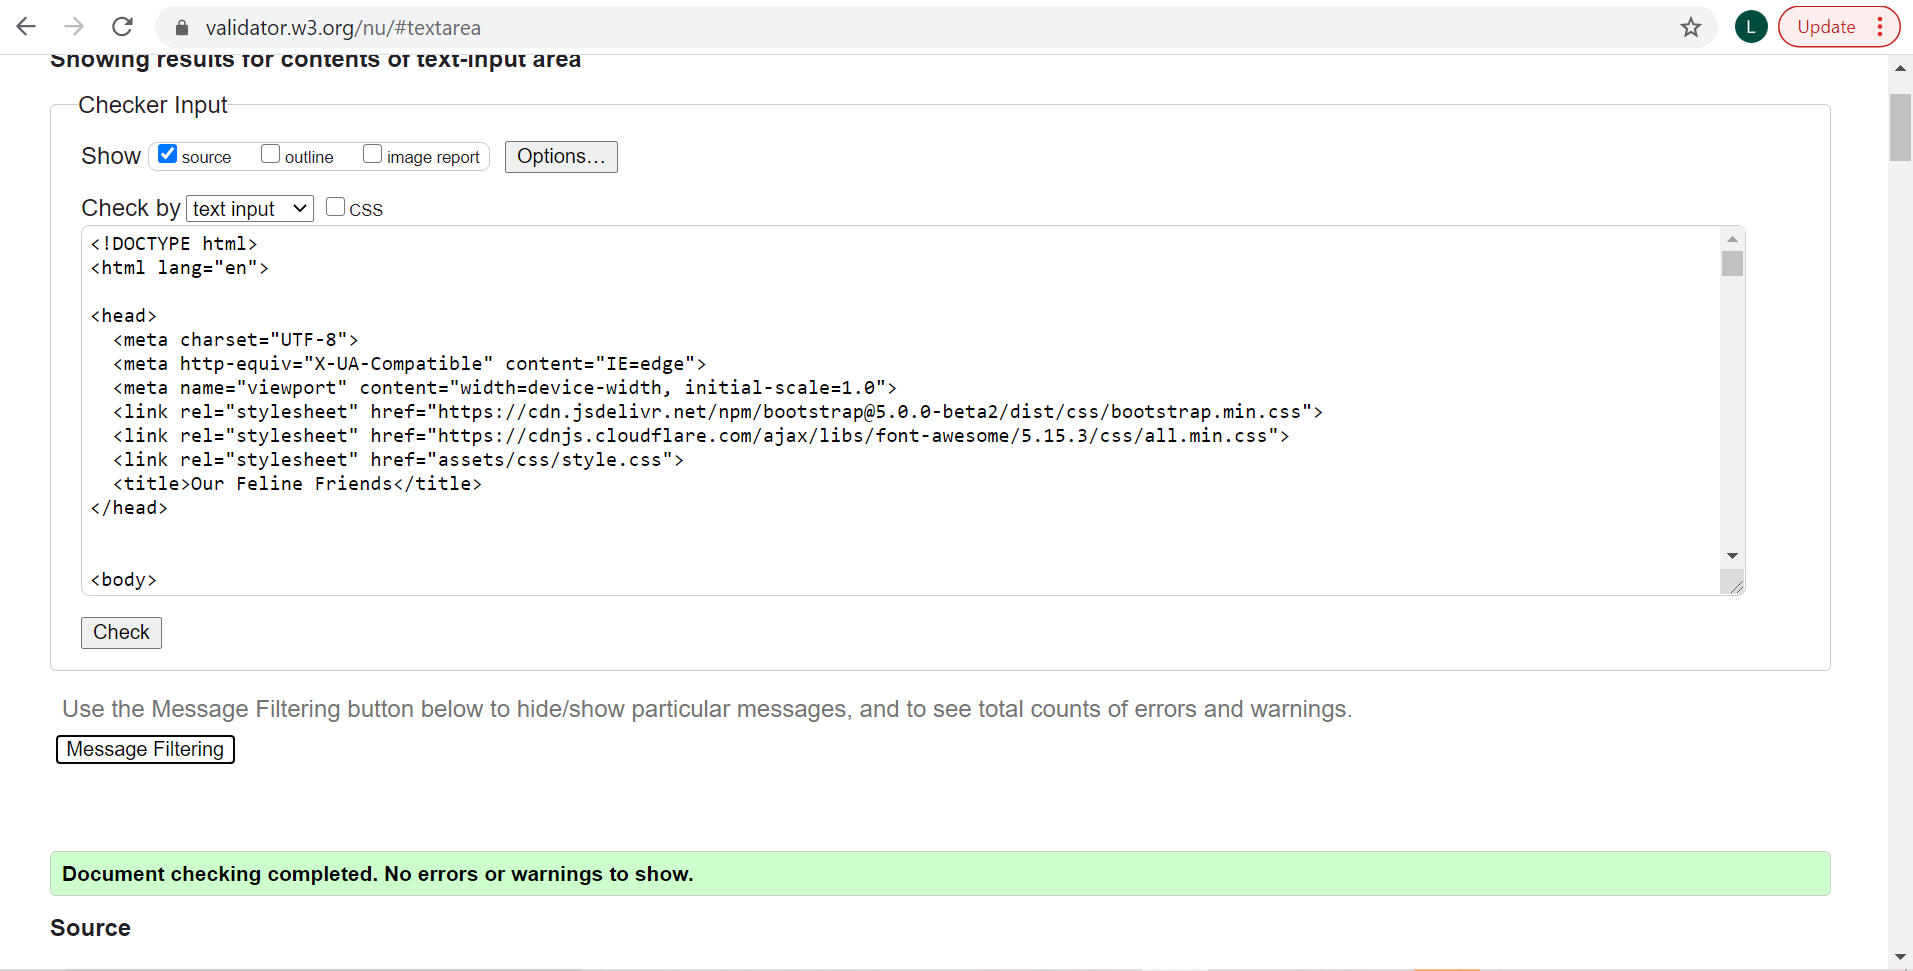 validator.w3.org/nu/#textarea
L
Update
Showing results for contents of text-input area
Checker Input
Show source outline image report Options...
Check by text input CSS
<!DOCTYPE html>
<html lang="en">
<head>
<meta charset="UTF-8">
<meta http-equiv="X-UA-Compatible" content="IE=edge">
<meta name="viewport" content="width=device-width, initial-scale=1.0">
<link rel="stylesheet" href="https://cdn.jsdelivr.net/npm/bootstrap@5.0.0-beta2/dist/css/bootstrap.min.css">
<link rel="stylesheet" href="https://cdnjs.cloudflare.com/ajax/libs/font-awesome/5.15.3/css/all.min.css">
<link rel="stylesheet" href="assets/css/style.css">
<title>Our Feline Friends</title>
</head>
<body>
Check
Use the Message Filtering button below to hide/show particular messages, and to see total counts of errors and warnings.
Message Filtering
Document checking completed. No errors or warnings to show.
Source